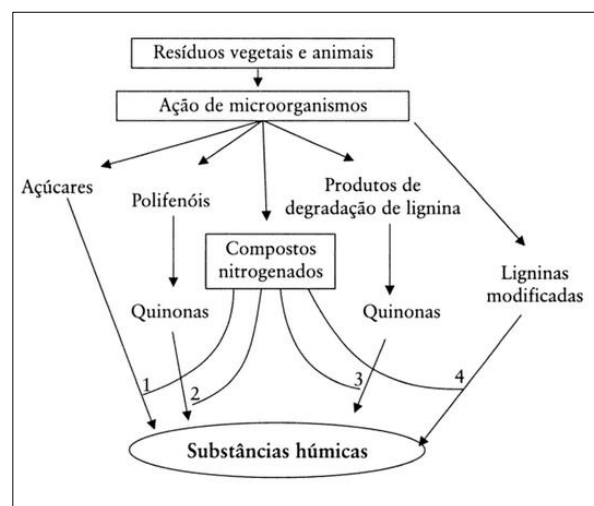 Resíduos vegetais e animais
Ação de microorganismos
Açúcares
Polifenóis
Produtos de
degradação de lignina
Compostos
nitrogenados
Ligninas
modificadas
Quinonas
Quinonas
1
2
3
4
Substâncias húmicas